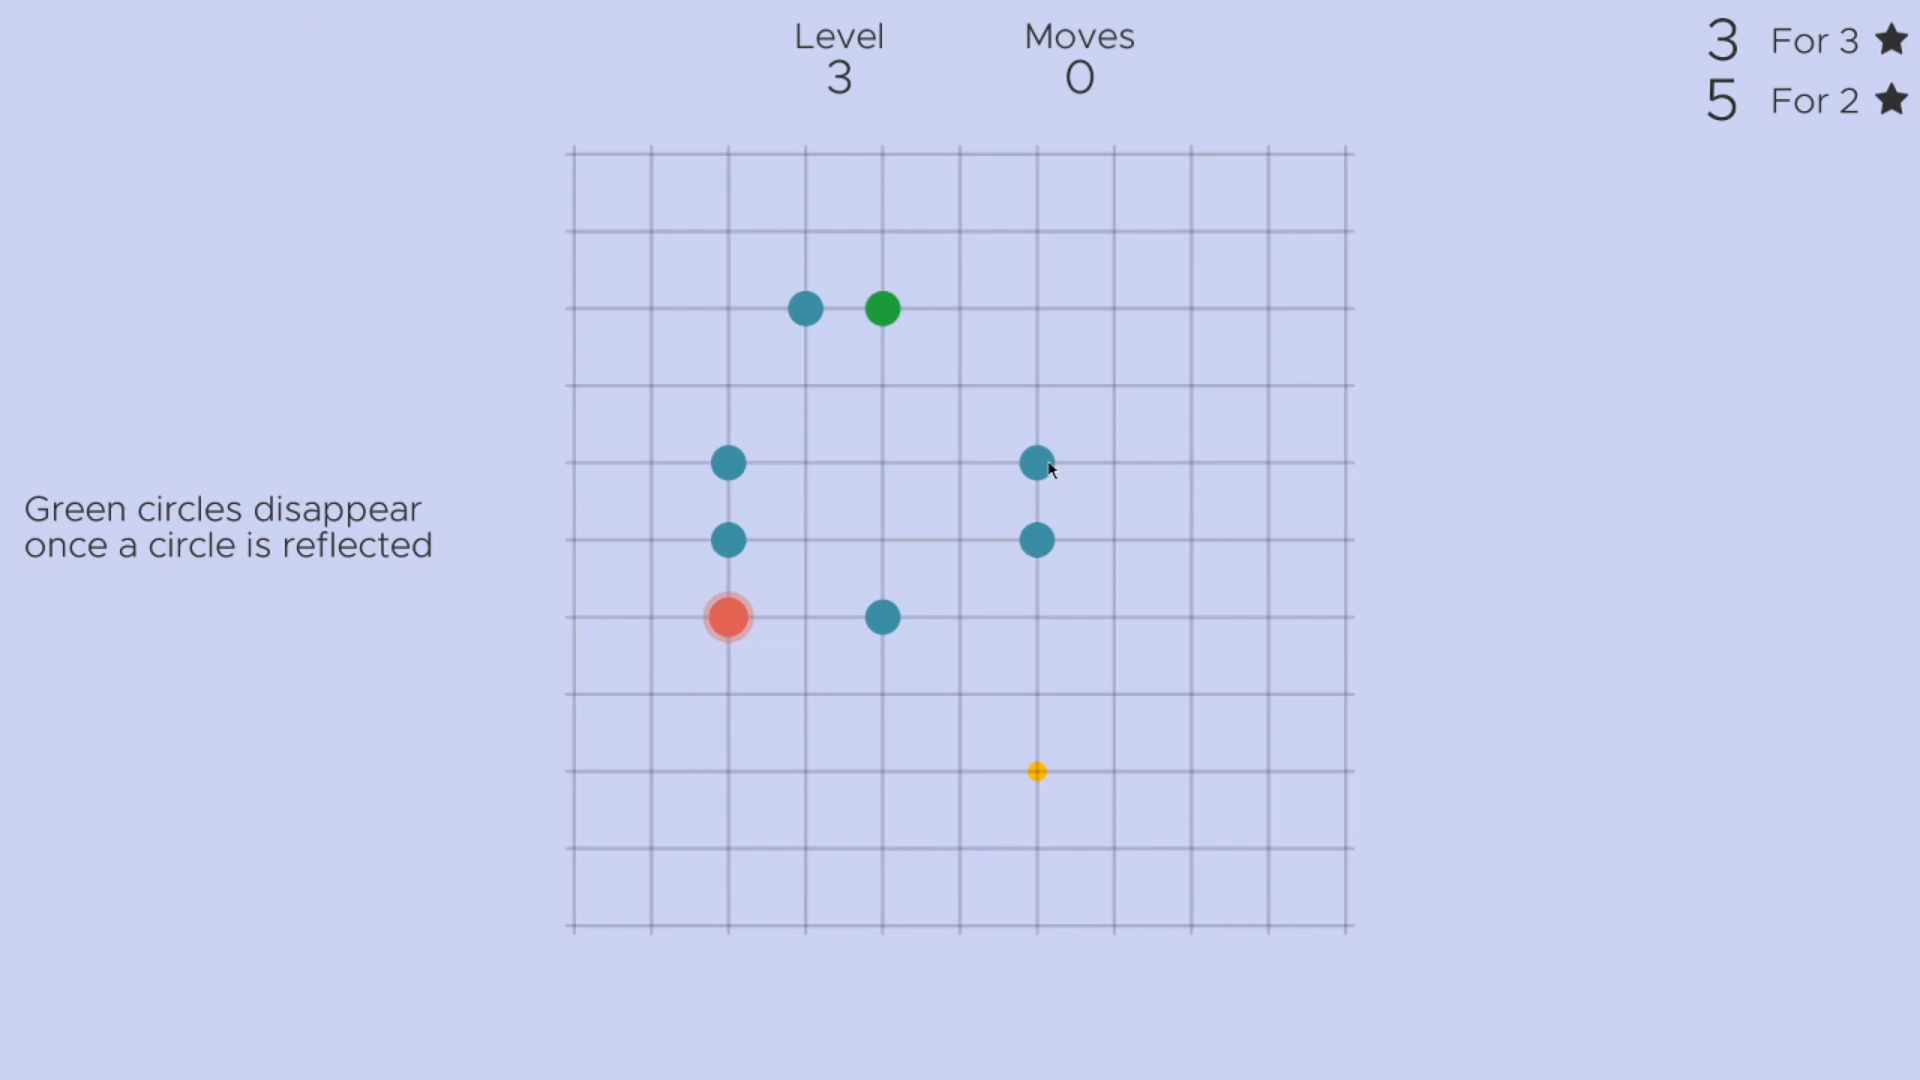 Level
3
Moves
0
3 For 3
5 For 2
Green circles disappear
once a circle is reflected